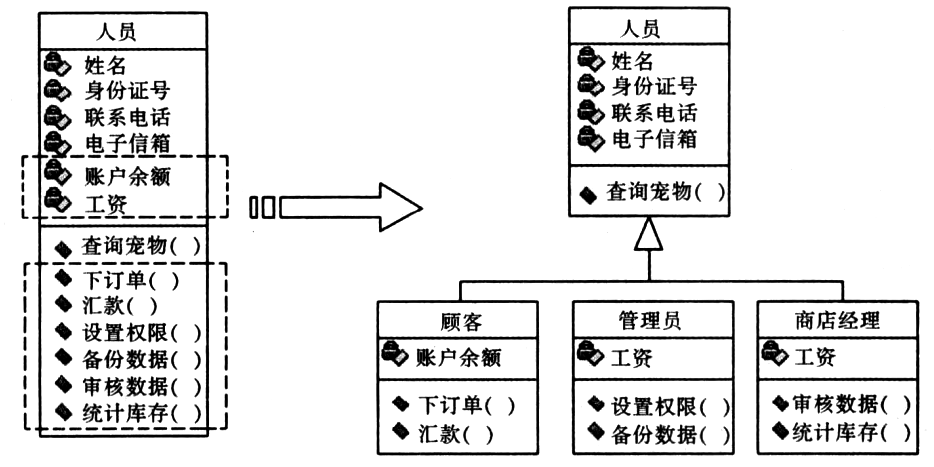 人员
姓名
身份证号
联系电话
电子信箱
账户余额
工资
查询宠物( )
下订单( )
汇款( )
设置权限( )
备份数据( )
审核数据( )
统计库存( )
人员
姓名
身份证号
联系电话
电子信箱
查询宠物( )
顾客
账户余额
下订单( )
汇款( )
管理员
工资
设置权限( )
备份数据( )
商店经理
工资
审核数据( )
统计库存( )